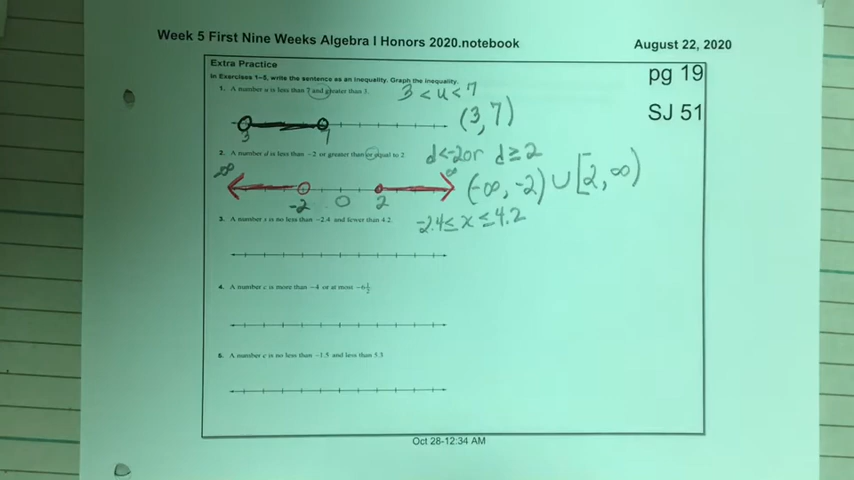 Week 5 First Nine Weeks Algebra I Honors 2020.notebook
August 22, 2020
Extra Practice
pg 19
SJ 51
In Exercises 1–5, write the sentence as an inequality. Graph the inequality.
1. A number u is less than 7 and greater than 3.
3 < u < 7
(3,7)
3 7
2. A number d is less than −2 or greater than or equal to 2
d<-2 or d ≥ 2
-∞ ∞
(-∞, -2) ∪ [2, ∞)
-2 0 2
3. A number x is no less than −2.4 and fewer than 4.2
-2.4 ≤ x ≤ 4.2
4. A number c is more than −4 or at most −6½
5. A number c is no less than −1.5 and less than 5.3
Oct 28-12:34 AM